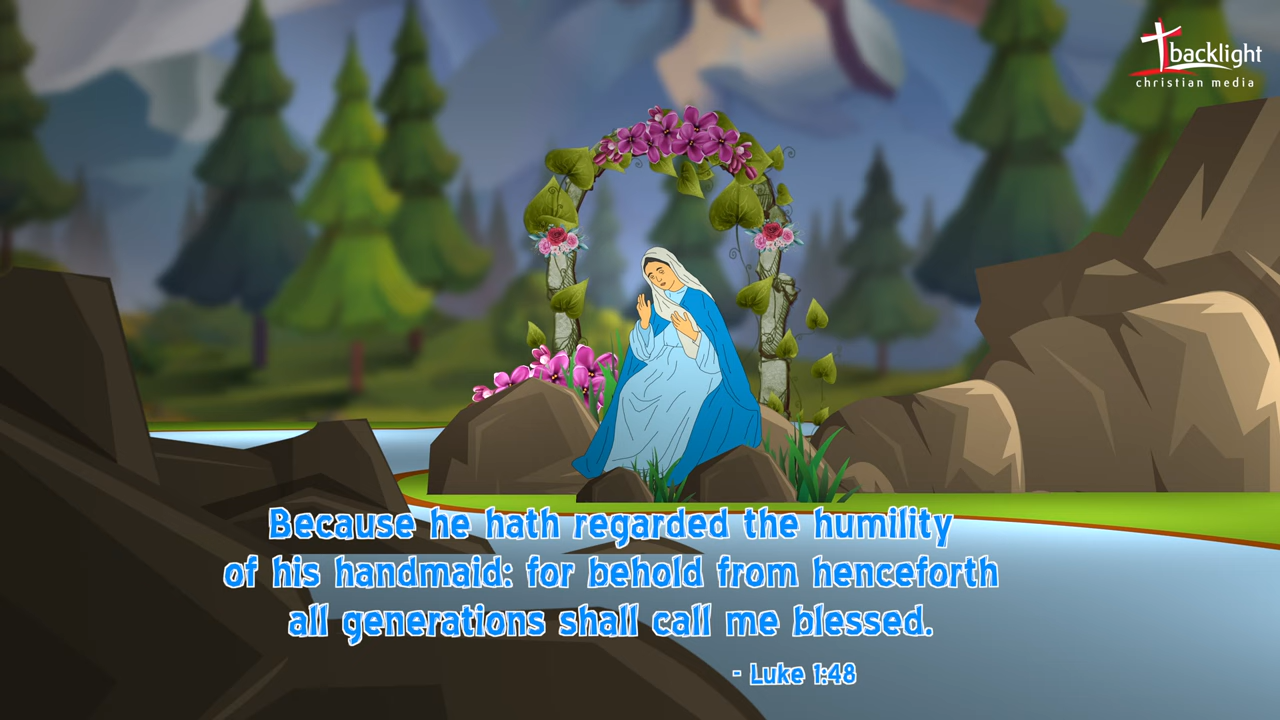 backlight
christian media
Because he hath regarded the humility
of his handmaid: for behold from henceforth
all generations shall call me blessed.
- Luke 1:48